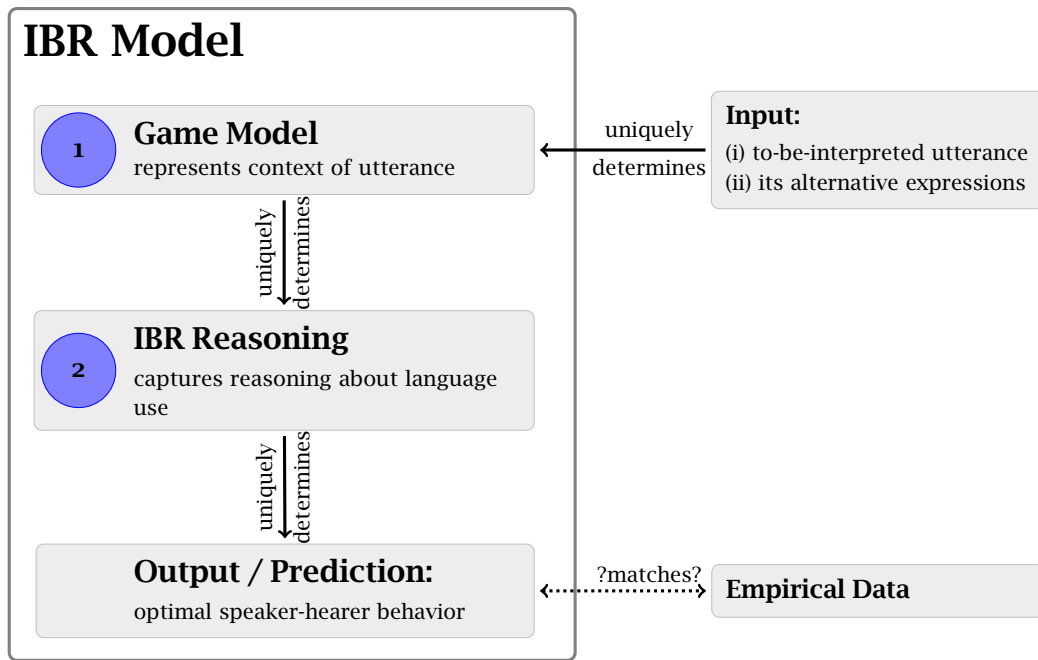 IBR Model
1
Game Model
represents context of utterance
uniquely
determines
Input:
(i) to-be-interpreted utterance
(ii) its alternative expressions
uniquely
determines
2
IBR Reasoning
captures reasoning about language
use
uniquely
determines
Output / Prediction:
optimal speaker-hearer behavior
?matches?
Empirical Data